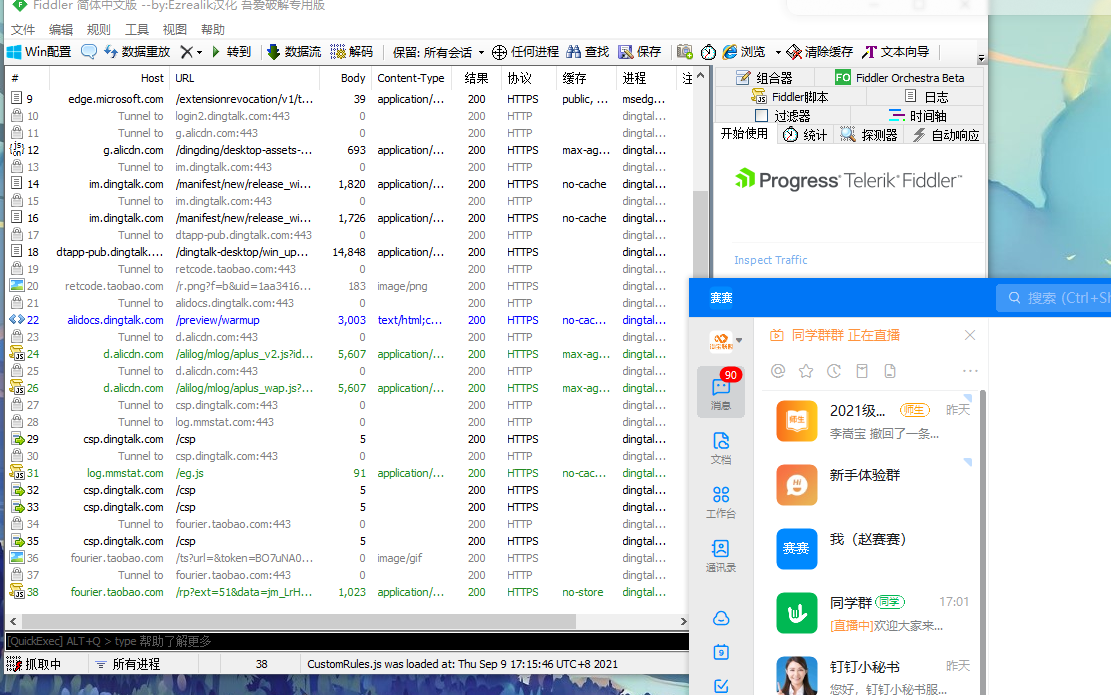 Fiddler 简体中文版 --by:Ezrealik汉化 吾爱破解专用版
文件 编辑 规则 工具 视图 帮助
Win配置 数据重放 转到 数据流 解码 保留: 所有会话 任何进程 查找 保存 浏览 清除缓存 文本向导
# Host URL Body Content-Type 结果 协议 缓存 进程 注
9 edge.microsoft.com /extensionrevocation/v1/t... 39 application/... 200 HTTPS public, ... msedg...
10 Tunnel to login2.dingtalk.com:443 0 200 HTTP dingtal...
11 Tunnel to g.alicdn.com:443 0 200 HTTP dingtal...
12 g.alicdn.com /dingding/desktop-assets-... 693 application/... 200 HTTPS max-ag... dingtal...
13 Tunnel to im.dingtalk.com:443 0 200 HTTP dingtal...
14 im.dingtalk.com /manifest/new/release_wi... 1,820 application/... 200 HTTPS no-cache dingtal...
15 Tunnel to im.dingtalk.com:443 0 200 HTTP dingtal...
16 im.dingtalk.com /manifest/new/release_wi... 1,726 application/... 200 HTTPS no-cache dingtal...
17 Tunnel to dtapp-pub.dingtalk.com:443 0 200 HTTP dingtal...
18 dtapp-pub.dingtalk.... /dingtalk-desktop/win_up... 14,848 application/... 200 HTTPS dingtal...
19 Tunnel to retcode.taobao.com:443 0 200 HTTP dingtal...
20 retcode.taobao.com /r.png?f=b&uid=1aa3416... 183 image/png 200 HTTPS dingtal...
21 Tunnel to alidocs.dingtalk.com:443 0 200 HTTP dingtal...
22 alidocs.dingtalk.com /preview/warmup 3,003 text/html;c... 200 HTTPS no-cac... dingtal...
23 Tunnel to d.alicdn.com:443 0 200 HTTP dingtal...
24 d.alicdn.com /alilog/mlog/aplus_v2.js?id... 5,607 application/... 200 HTTPS max-ag... dingtal...
25 Tunnel to d.alicdn.com:443 0 200 HTTP dingtal...
26 d.alicdn.com /alilog/mlog/aplus_wap.js?... 5,607 application/... 200 HTTPS max-ag... dingtal...
27 Tunnel to csp.dingtalk.com:443 0 200 HTTP dingtal...
28 Tunnel to log.mmstat.com:443 0 200 HTTP dingtal...
29 csp.dingtalk.com /csp 5 200 HTTPS dingtal...
30 Tunnel to csp.dingtalk.com:443 0 200 HTTP dingtal...
31 log.mmstat.com /eg.js 91 application/... 200 HTTPS no-cac... dingtal...
32 csp.dingtalk.com /csp 5 200 HTTPS dingtal...
33 csp.dingtalk.com /csp 5 200 HTTPS dingtal...
34 Tunnel to fourier.taobao.com:443 0 200 HTTP dingtal...
35 csp.dingtalk.com /csp 5 200 HTTPS dingtal...
36 fourier.taobao.com /ts?url=&token=BO7uNA0... 0 image/gif 200 HTTPS dingtal...
37 Tunnel to fourier.taobao.com:443 0 200 HTTP dingtal...
38 fourier.taobao.com /rp?ext=51&data=jm_LrH... 1,023 application/... 200 HTTPS no-store dingtal...
[QuickExec] ALT+Q > type 帮助了解更多
抓取中 所有进程 38 CustomRules.js was loaded at: Thu Sep 9 17:15:46 UTC+8 2021
组合器 FO Fiddler Orchestra Beta
Fiddler脚本 日志
过滤器 时间轴
开始使用 统计 探测器 自动响应
Progress Telerik Fiddler
Inspect Traffic
赛赛 搜索 (Ctrl+Sh
90
消息
文档
工作台
通讯录
9
同学群群 正在直播
师生 2021级... 师生 昨天
李嵩宝 撤回了一条...
Hi 新手体验群
赛赛 我（赵赛赛）
同学群 同学 17:01
[直播中]欢迎大家来...
钉钉小秘书 昨天
您好，钉钉小秘书服...